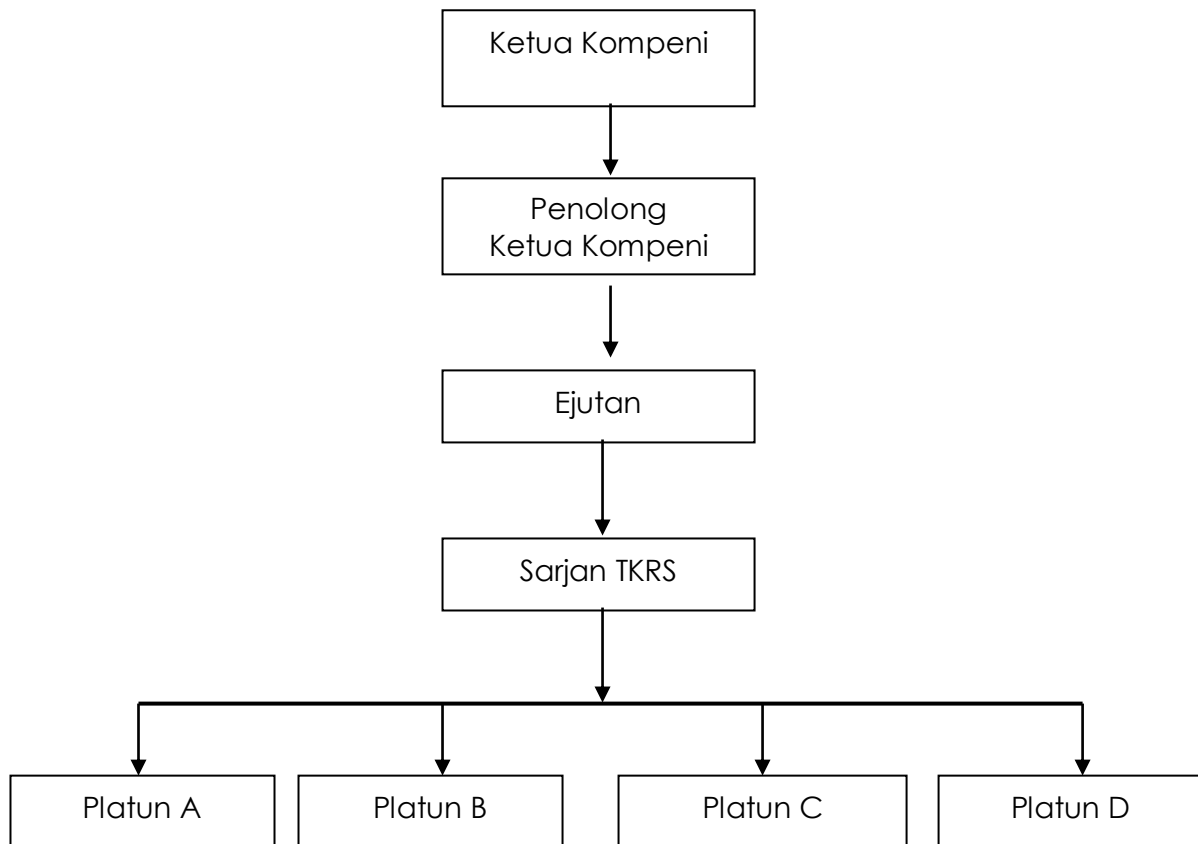 Ketua Kompeni
Penolong
Ketua Kompeni
Ejutan
Sarjan TKRS
Platun A
Platun B
Platun C
Platun D